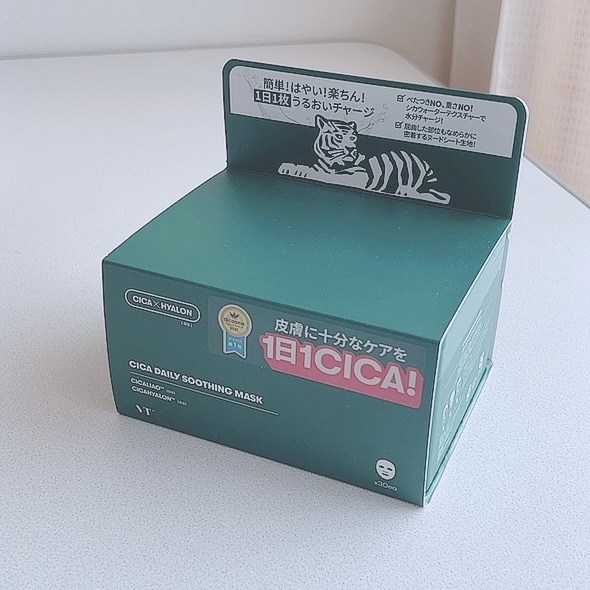 簡単!はやい!楽ちん!
1日1枚うるおいチャージ
べたつきNO、重さNO!
シカウォーターテクスチャーで
水分チャージ!
屈曲した部位もなめらかに
密着するヌードシート生地!
CICA×HYALON
皮膚に十分なケアを
1日1CICA!
CICA DAILY SOOTHING MASK
CICALIAO™
CICAHYALON™
VT
x30ea